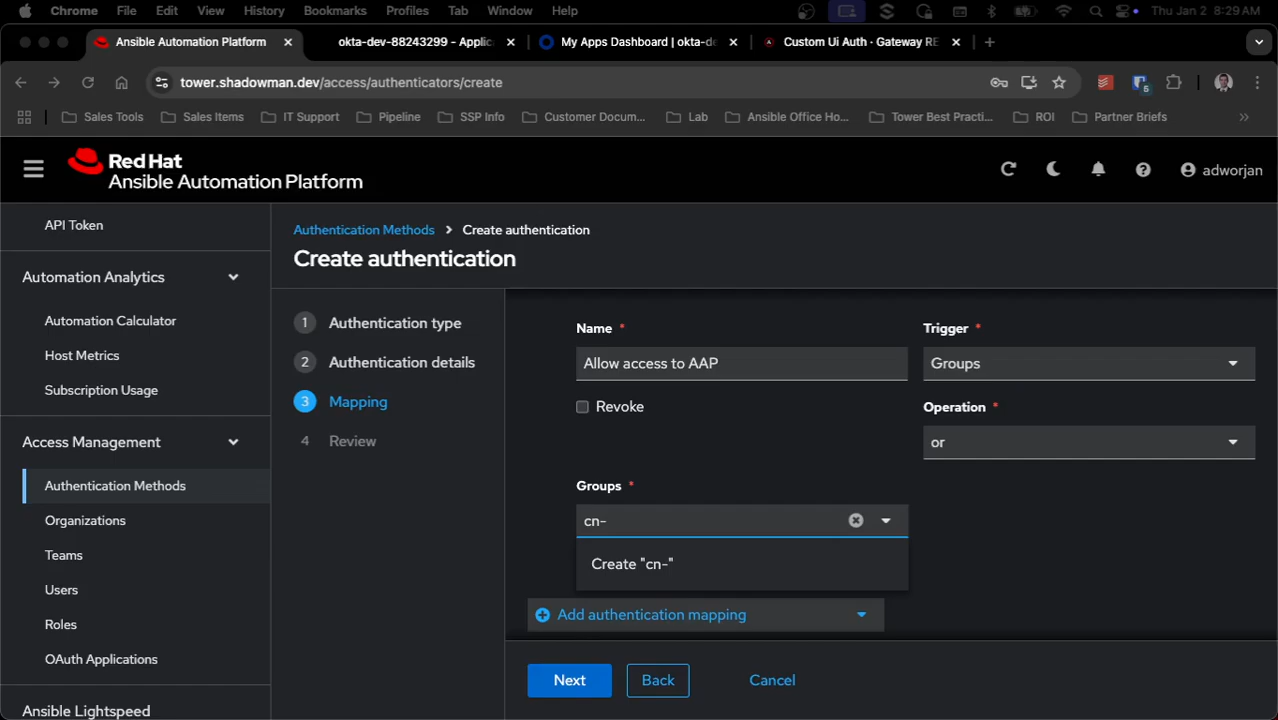 Chrome File Edit View History Bookmarks Profiles Tab Window Help Thu Jan 2 8:29 AM
Ansible Automation Platform okta-dev-88243299 - Applic My Apps Dashboard | okta-de Custom Ui Auth · Gateway RE
tower.shadowman.dev/access/authenticators/create
Sales Tools Sales Items IT Support Pipeline SSP Info Customer Docum... Lab Ansible Office Ho... Tower Best Practi... ROI Partner Briefs
Red Hat
Ansible Automation Platform
adworjan
API Token
Automation Analytics
Automation Calculator
Host Metrics
Subscription Usage
Access Management
Authentication Methods
Organizations
Teams
Users
Roles
OAuth Applications
Ansible Lightspeed
Authentication Methods > Create authentication
Create authentication
1 Authentication type
2 Authentication details
3 Mapping
4 Review
Name * Trigger *
Allow access to AAP Groups
Revoke Operation *
or
Groups *
cn-
Create "cn-"
Add authentication mapping
Next Back Cancel